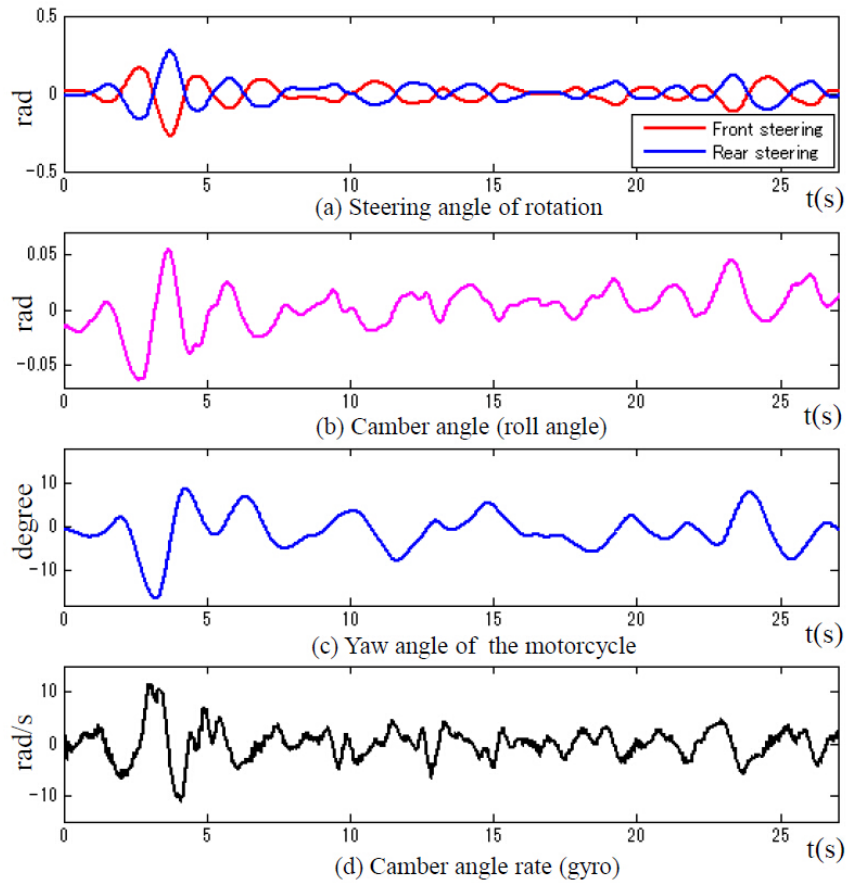 0.5
0
-0.5
rad
Front steering
Rear steering
0 5 10 15 20 25
t(s)
(a) Steering angle of rotation
0.05
0
-0.05
rad
0 5 10 15 20 25
t(s)
(b) Camber angle (roll angle)
10
0
-10
degree
0 5 10 15 20 25
t(s)
(c) Yaw angle of the motorcycle
10
0
-10
rad/s
0 5 10 15 20 25
t(s)
(d) Camber angle rate (gyro)